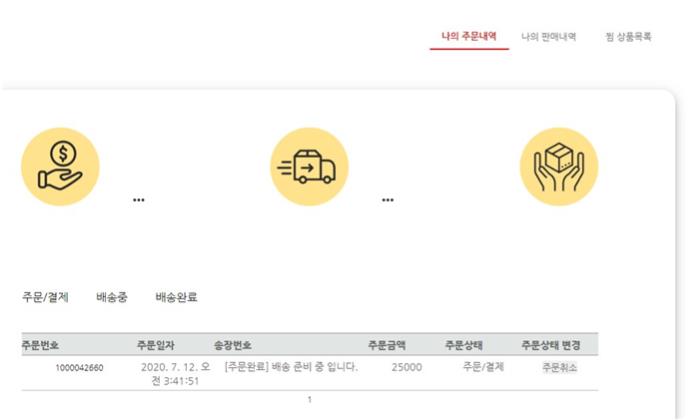 나의 주문내역 나의 판매내역 찜 상품목록
$
주문/결제 배송중 배송완료
주문번호 주문일자 송장번호 주문금액 주문상태 주문상태 변경
1000042660 2020. 7. 12. 오 [주문완료] 배송 준비 중 입니다. 25000 주문/결제 주문취소
전 3:41:51
1